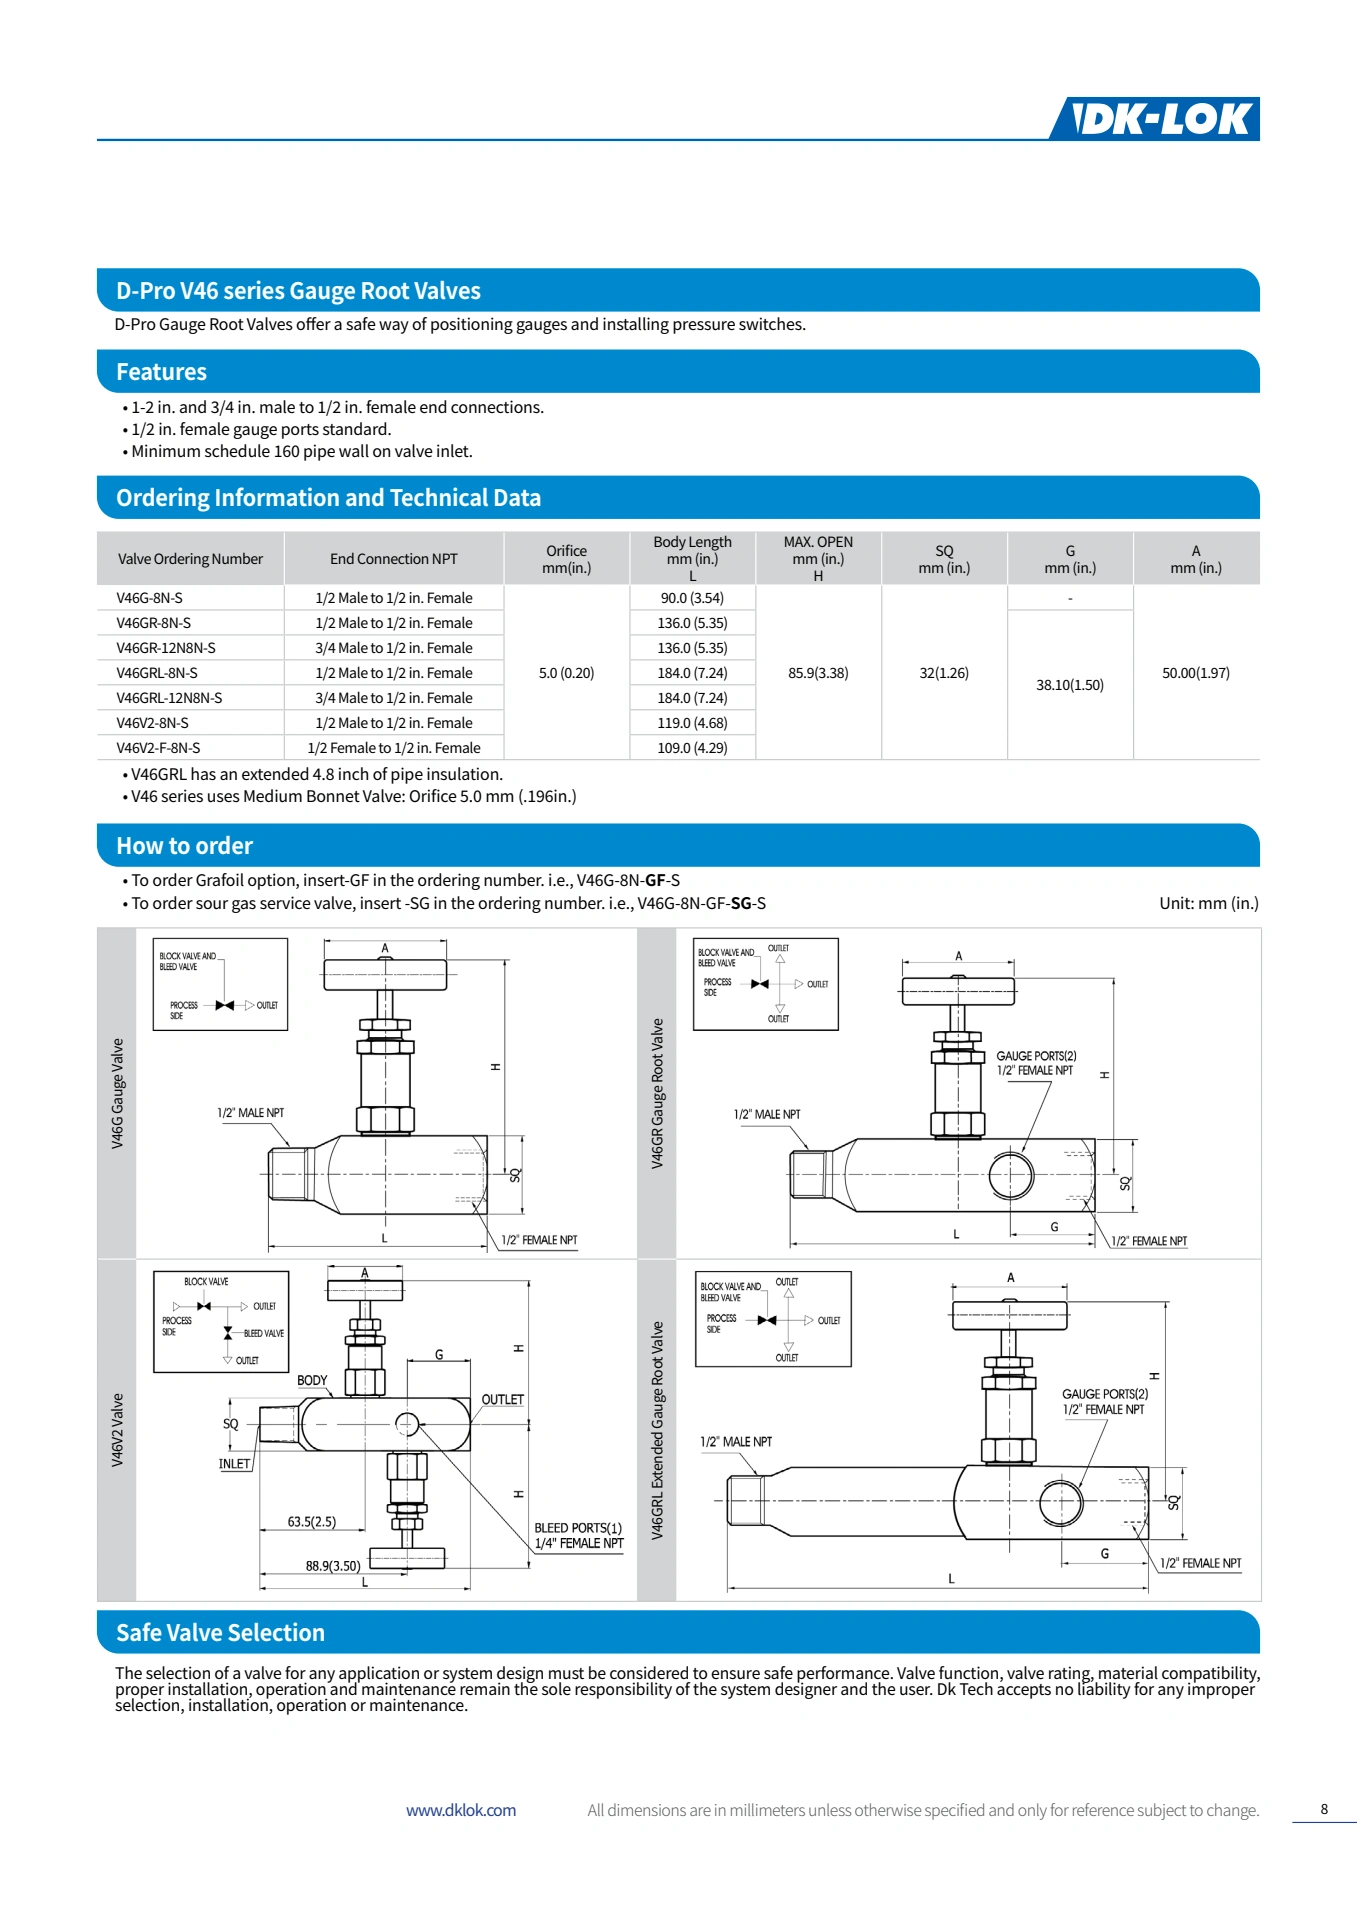 DK-LOK
D-Pro V46 series Gauge Root Valves
D-Pro Gauge Root Valves offer a safe way of positioning gauges and installing pressure switches.
Features
• 1-2 in. and 3/4 in. male to 1/2 in. female end connections.
• 1/2 in. female gauge ports standard.
• Minimum schedule 160 pipe wall on valve inlet.
Ordering Information and Technical Data
Valve Ordering Number
End Connection NPT
Orifice
mm(in.)
Body Length
mm (in.)
L
MAX. OPEN
mm (in.)
H
SQ
mm (in.)
G
mm (in.)
A
mm (in.)
V46G-8N-S 1/2 Male to 1/2 in. Female 90.0 (3.54) -
V46GR-8N-S 1/2 Male to 1/2 in. Female 136.0 (5.35)
V46GR-12N8N-S 3/4 Male to 1/2 in. Female 136.0 (5.35)
V46GRL-8N-S 1/2 Male to 1/2 in. Female 5.0 (0.20) 184.0 (7.24) 85.9(3.38) 32(1.26) 38.10(1.50) 50.00(1.97)
V46GRL-12N8N-S 3/4 Male to 1/2 in. Female 184.0 (7.24)
V46V2-8N-S 1/2 Male to 1/2 in. Female 119.0 (4.68)
V46V2-F-8N-S 1/2 Female to 1/2 in. Female 109.0 (4.29)
• V46GRL has an extended 4.8 inch of pipe insulation.
• V46 series uses Medium Bonnet Valve: Orifice 5.0 mm (.196in.)
How to order
• To order Grafoil option, insert-GF in the ordering number. i.e., V46G-8N-GF-S
• To order sour gas service valve, insert -SG in the ordering number. i.e., V46G-8N-GF-SG-S
Unit: mm (in.)
V46G Gauge Valve
BLOCK VALVE AND
BLEED VALVE
PROCESS
SIDE
OUTLET
A
H
1/2" MALE NPT
SQ
L
1/2" FEMALE NPT
V46GR Gauge Root Valve
BLOCK VALVE AND
BLEED VALVE
OUTLET
PROCESS
SIDE
OUTLET
OUTLET
A
GAUGE PORTS(2)
1/2" FEMALE NPT
H
1/2" MALE NPT
SQ
G
L
1/2" FEMALE NPT
V46V2 Valve
BLOCK VALVE
OUTLET
PROCESS
SIDE
BLEED VALVE
OUTLET
A
H
G
BODY
OUTLET
SQ
INLET
H
63.5(2.5)
BLEED PORTS(1)
1/4" FEMALE NPT
88.9(3.50)
L
V46GRL Extended Gauge Root Valve
BLOCK VALVE AND
BLEED VALVE
OUTLET
PROCESS
SIDE
OUTLET
OUTLET
A
H
GAUGE PORTS(2)
1/2" FEMALE NPT
1/2" MALE NPT
SQ
G
1/2" FEMALE NPT
L
Safe Valve Selection
The selection of a valve for any application or system design must be considered to ensure safe performance. Valve function, valve rating, material compatibility,
proper installation, operation and maintenance remain the sole responsibility of the system designer and the user. Dk Tech accepts no liability for any improper
selection, installation, operation or maintenance.
www.dklok.com
All dimensions are in millimeters unless otherwise specified and only for reference subject to change.
8